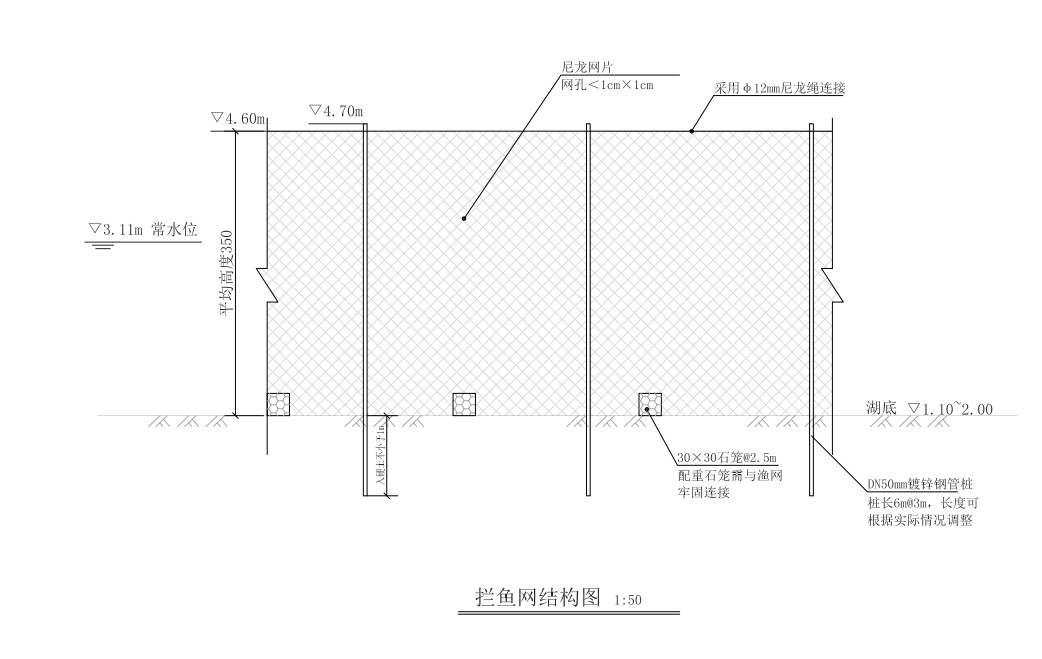 尼龙网片
网孔＜1cm×1cm
采用φ12mm尼龙绳连接
▽4.70m
▽4.60m
▽3.11m 常水位
平均高度350
湖底 ▽1.10~2.00
入硬土不小于1m
30×30石笼@2.5m
配重石笼需与渔网
牢固连接
DN50mm镀锌钢管桩
桩长6m@3m，长度可
根据实际情况调整
拦鱼网结构图 1:50